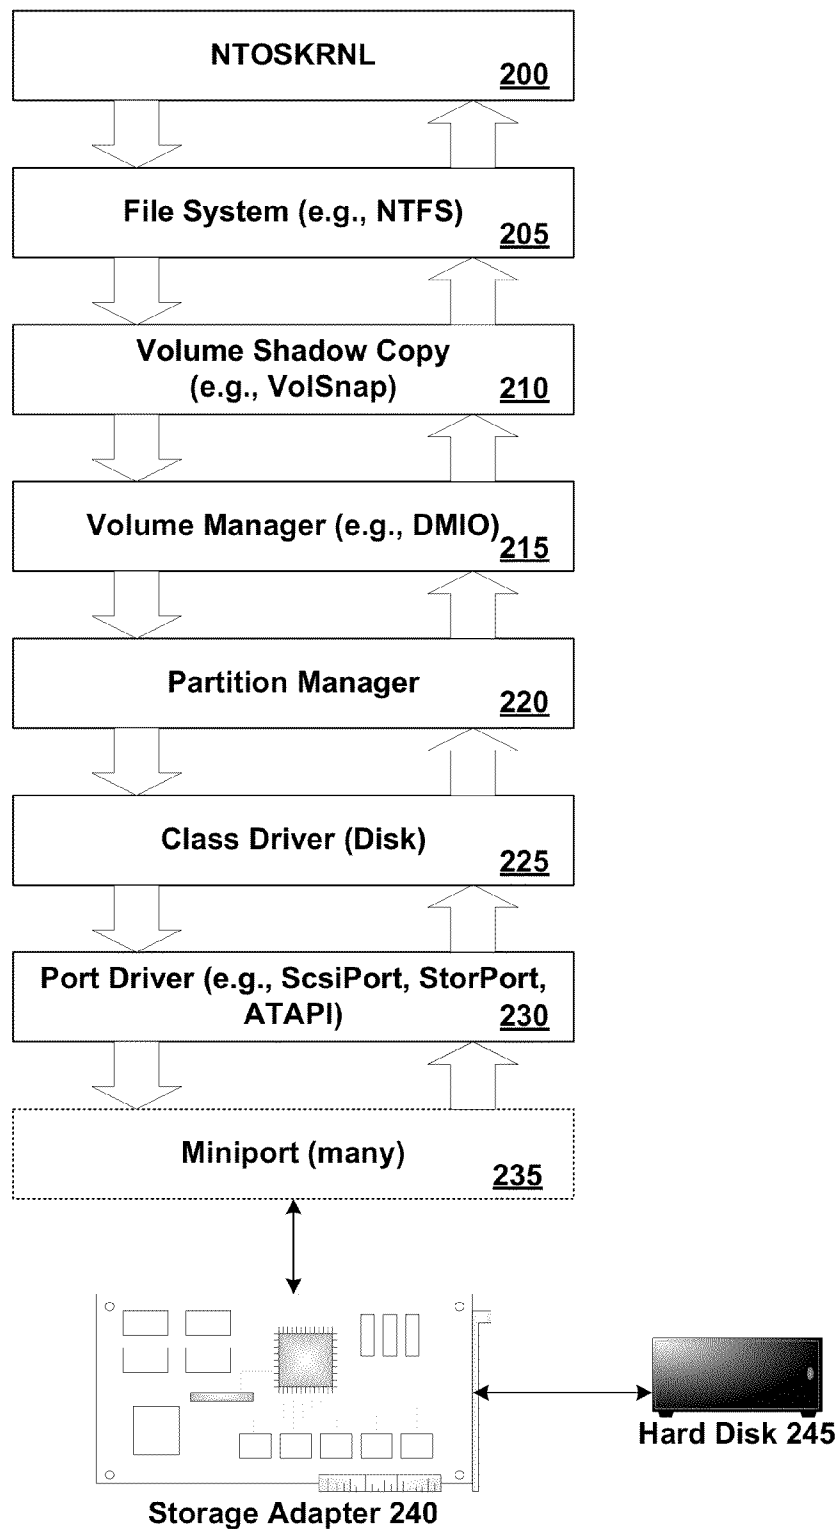 NTOSKRNL
200
File System (e.g., NTFS)
205
Volume Shadow Copy
(e.g., VolSnap)
210
Volume Manager (e.g., DMIO)
215
Partition Manager
220
Class Driver (Disk)
225
Port Driver (e.g., ScsiPort, StorPort,
ATAPI)
230
Miniport (many)
235
Hard Disk 245
Storage Adapter 240